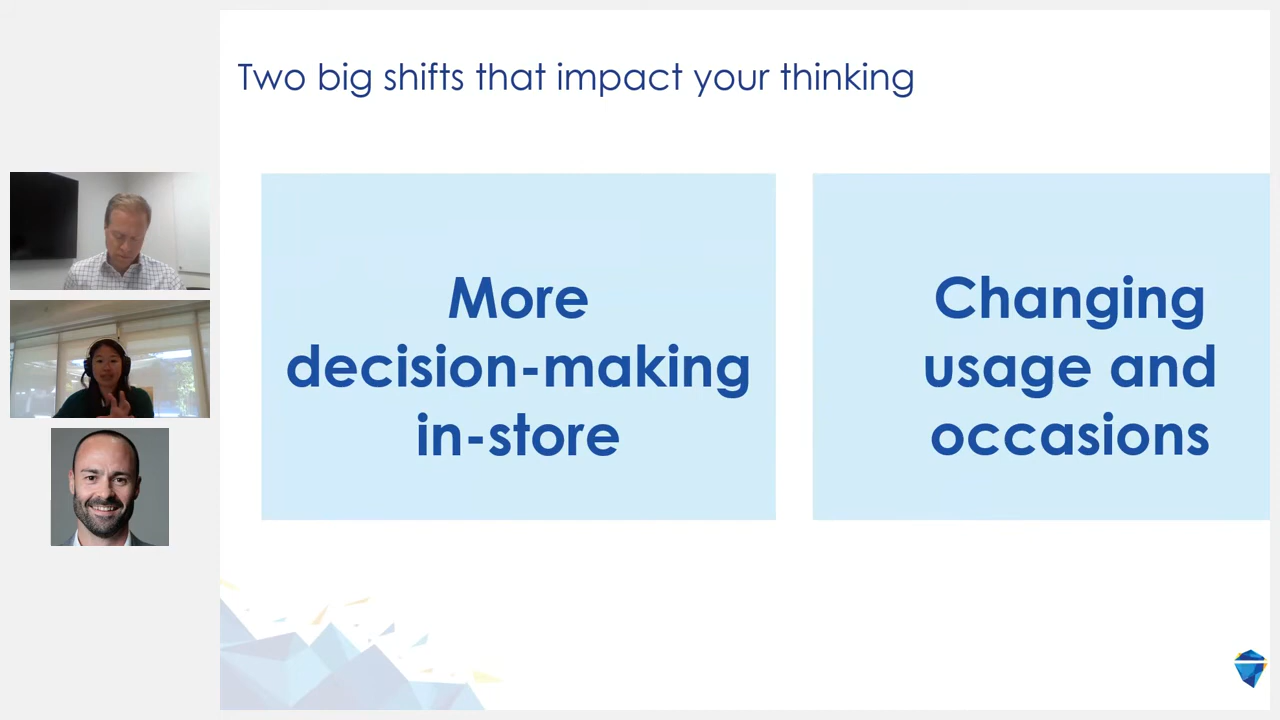 Two big shifts that impact your thinking
More
decision-making
in-store
Changing
usage and
occasions